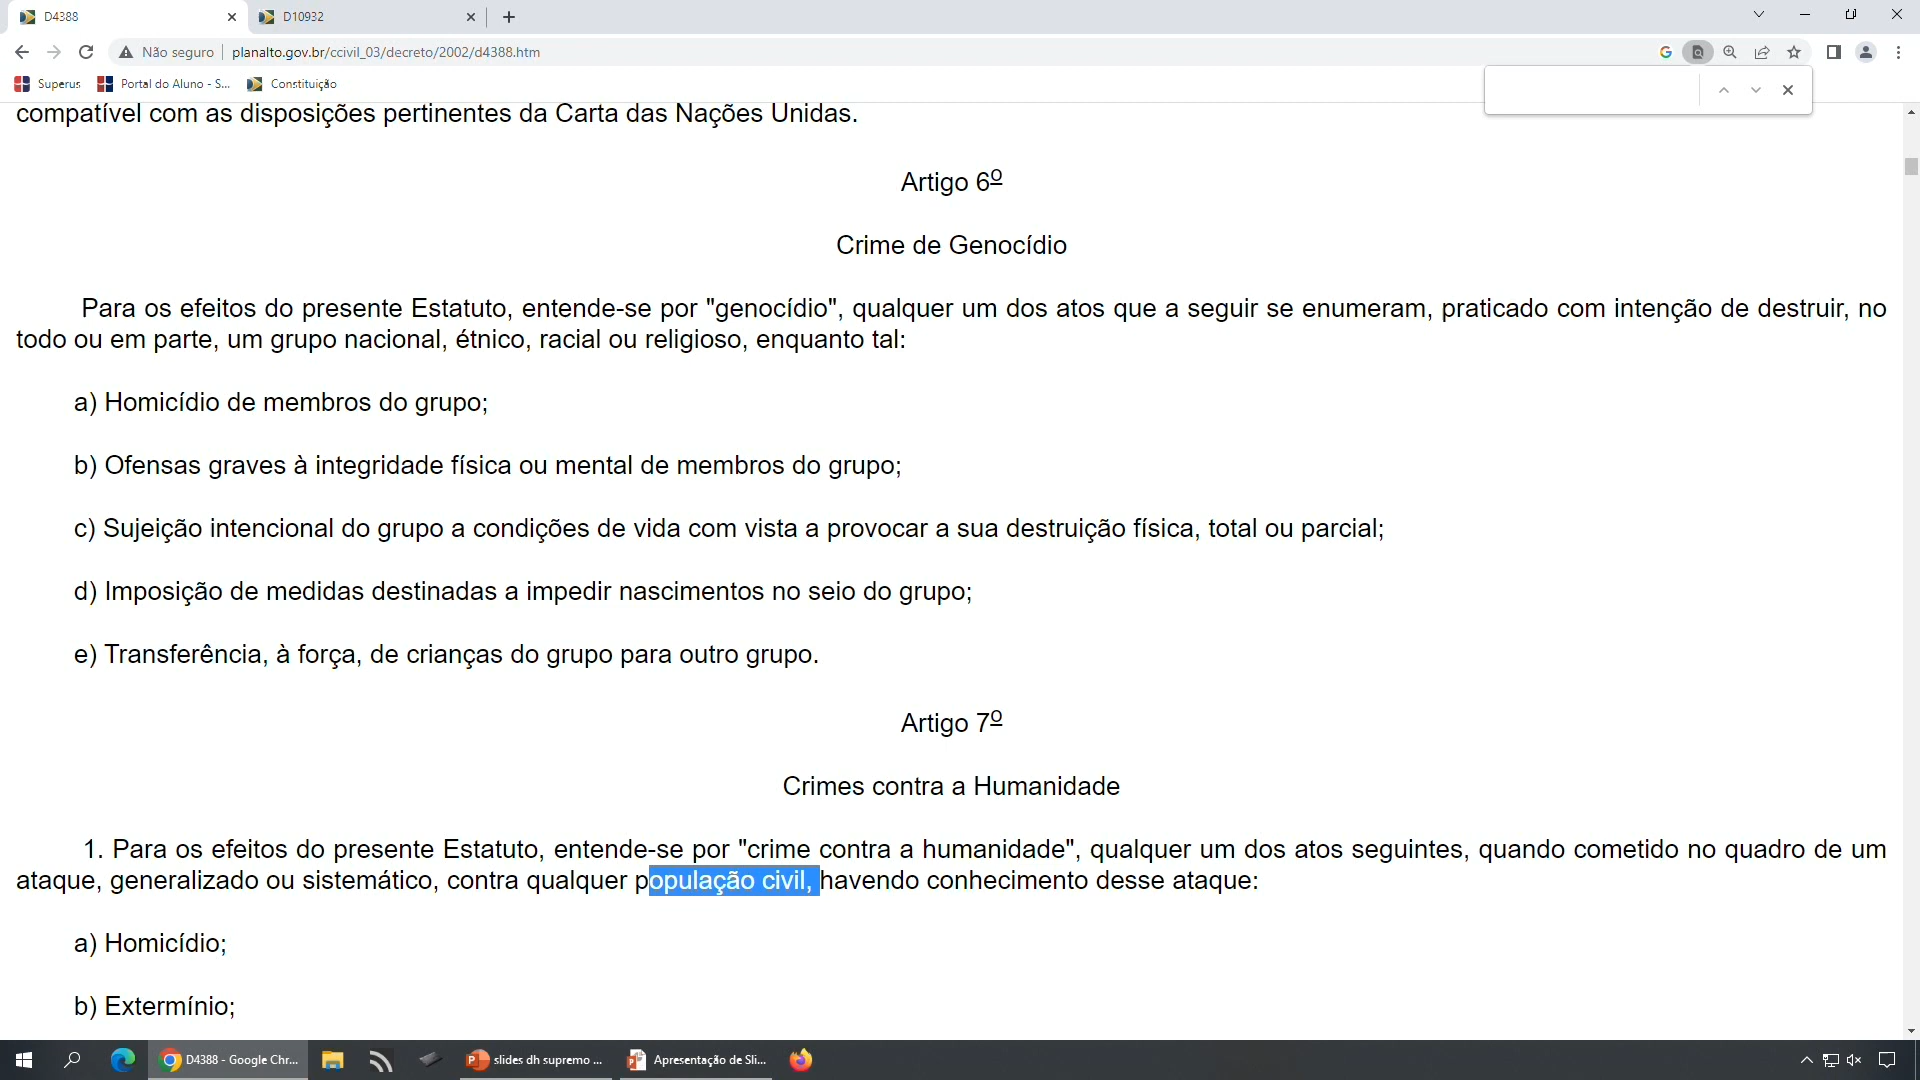 D4388
D10932
Não seguro | planalto.gov.br/ccivil_03/decreto/2002/d4388.htm
Superus
Portal do Aluno - S...
Constituição
compatível com as disposições pertinentes da Carta das Nações Unidas.
Artigo 6º
Crime de Genocídio
Para os efeitos do presente Estatuto, entende-se por "genocídio", qualquer um dos atos que a seguir se enumeram, praticado com intenção de destruir, no
todo ou em parte, um grupo nacional, étnico, racial ou religioso, enquanto tal:
a) Homicídio de membros do grupo;
b) Ofensas graves à integridade física ou mental de membros do grupo;
c) Sujeição intencional do grupo a condições de vida com vista a provocar a sua destruição física, total ou parcial;
d) Imposição de medidas destinadas a impedir nascimentos no seio do grupo;
e) Transferência, à força, de crianças do grupo para outro grupo.
Artigo 7º
Crimes contra a Humanidade
1. Para os efeitos do presente Estatuto, entende-se por "crime contra a humanidade", qualquer um dos atos seguintes, quando cometido no quadro de um
ataque, generalizado ou sistemático, contra qualquer população civil, havendo conhecimento desse ataque:
a) Homicídio;
b) Extermínio;
D4388 - Google Chr...
slides dh supremo ...
Apresentação de Sli...